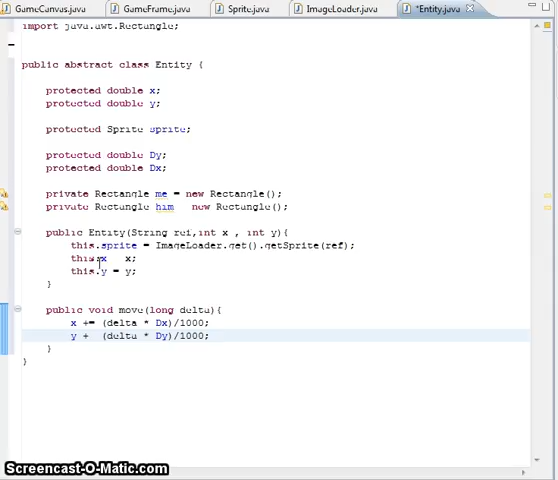 GameCanvas.java GameFrame.java Sprite.java ImageLoader.java *Entity.java
import java.awt.Rectangle;
public abstract class Entity {
protected double x;
protected double y;
protected Sprite sprite;
protected double Dy;
protected double Dx;
private Rectangle me = new Rectangle();
private Rectangle him new Rectangle();
public Entity(String ref,int x , int y){
this.sprite = ImageLoader.get().getSprite(ref);
this.x x;
this.y = y;
}
public void move(long delta){
x += (delta * Dx)/1000;
y + (delta * Dy)/1000;
}
}
Screencast-O-Matic.com